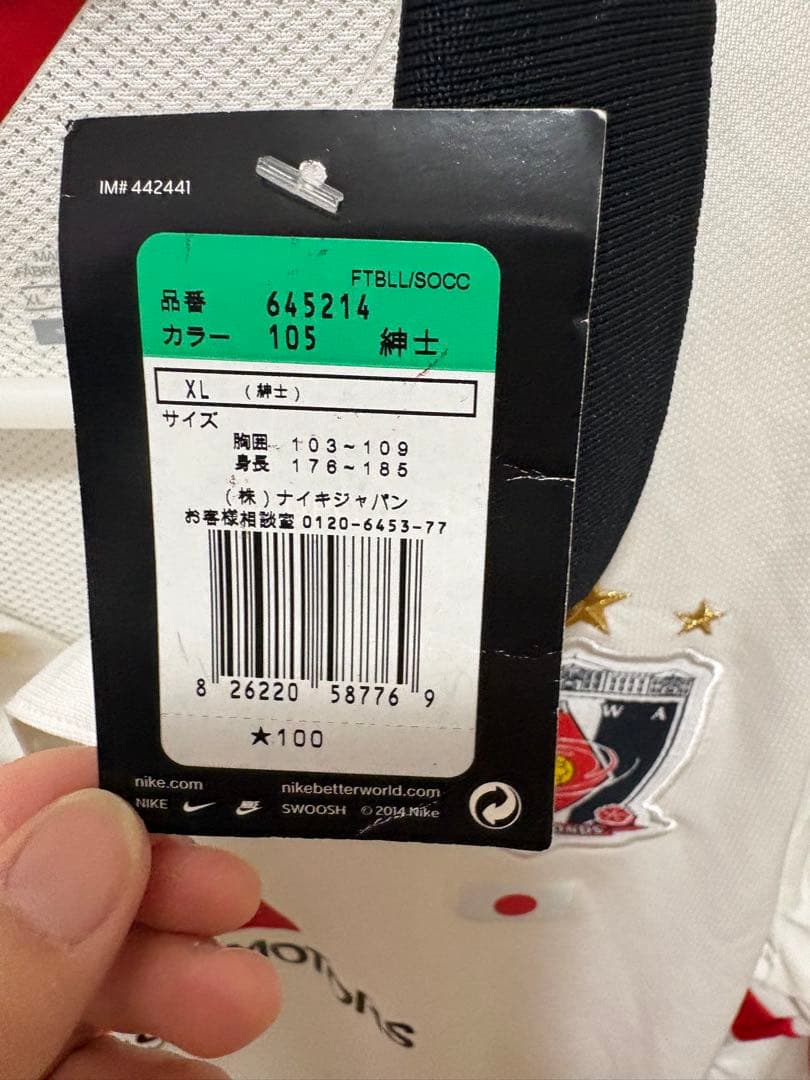 IM# 442441
FTBLL/SOCC
品番 645214
カラー 105 紳士
XL (紳士)
サイズ
胸囲 103~109
身長 176~185
(株)ナイキジャパン
お客様相談室 0120-6453-77
8 26220 58776 9
★100
nike.com nikebetterworld.com
NIKE SWOOSH © 2014 Nike
XL
W A
MOTORS